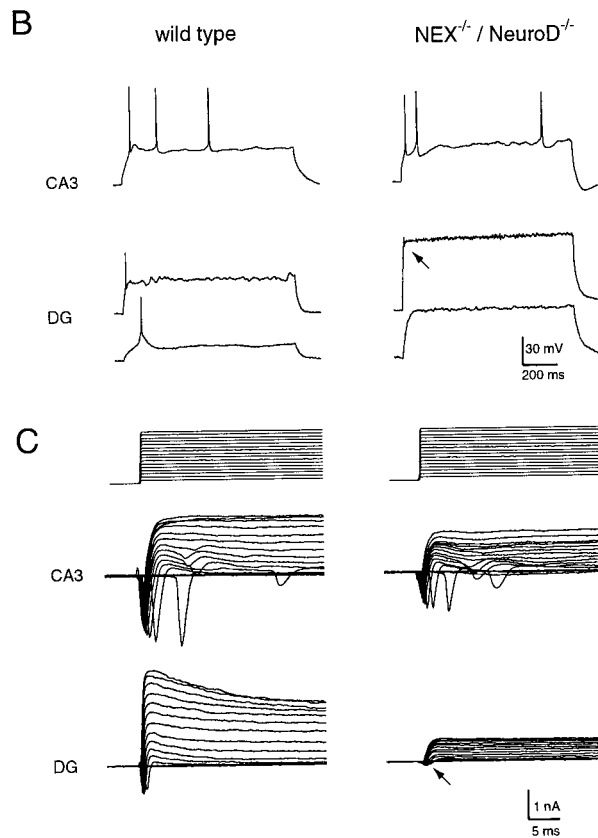 B
wild type
NEX-/- / NeuroD-/-
CA3
DG
30 mV
200 ms
C
CA3
DG
1 nA
5 ms